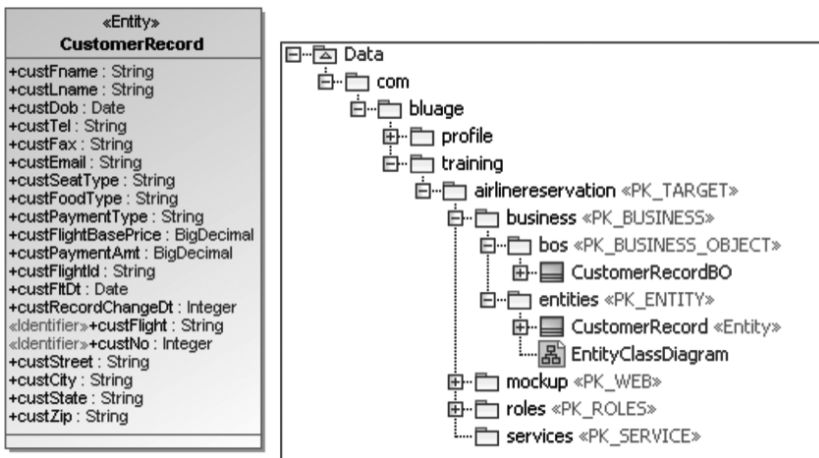 «Entity»
CustomerRecord
+custFname : String
+custLname : String
+custDob : Date
+custTel : String
+custFax : String
+custEmail : String
+custSeatType : String
+custFoodType : String
+custPaymentType : String
+custFlightBasePrice : BigDecimal
+custPaymentAmt : BigDecimal
+custFlightId : String
+custFltDt : Date
+custRecordChangeDt : Integer
«Identifier»+custFlight : String
«Identifier»+custNo : Integer
+custStreet : String
+custCity : String
+custState : String
+custZip : String
Data
com
bluage
profile
training
airlinereservation «PK_TARGET»
business «PK_BUSINESS»
bos «PK_BUSINESS_OBJECT»
CustomerRecordBO
entities «PK_ENTITY»
CustomerRecord «Entity»
EntityClassDiagram
mockup «PK_WEB»
roles «PK_ROLES»
services «PK_SERVICE»